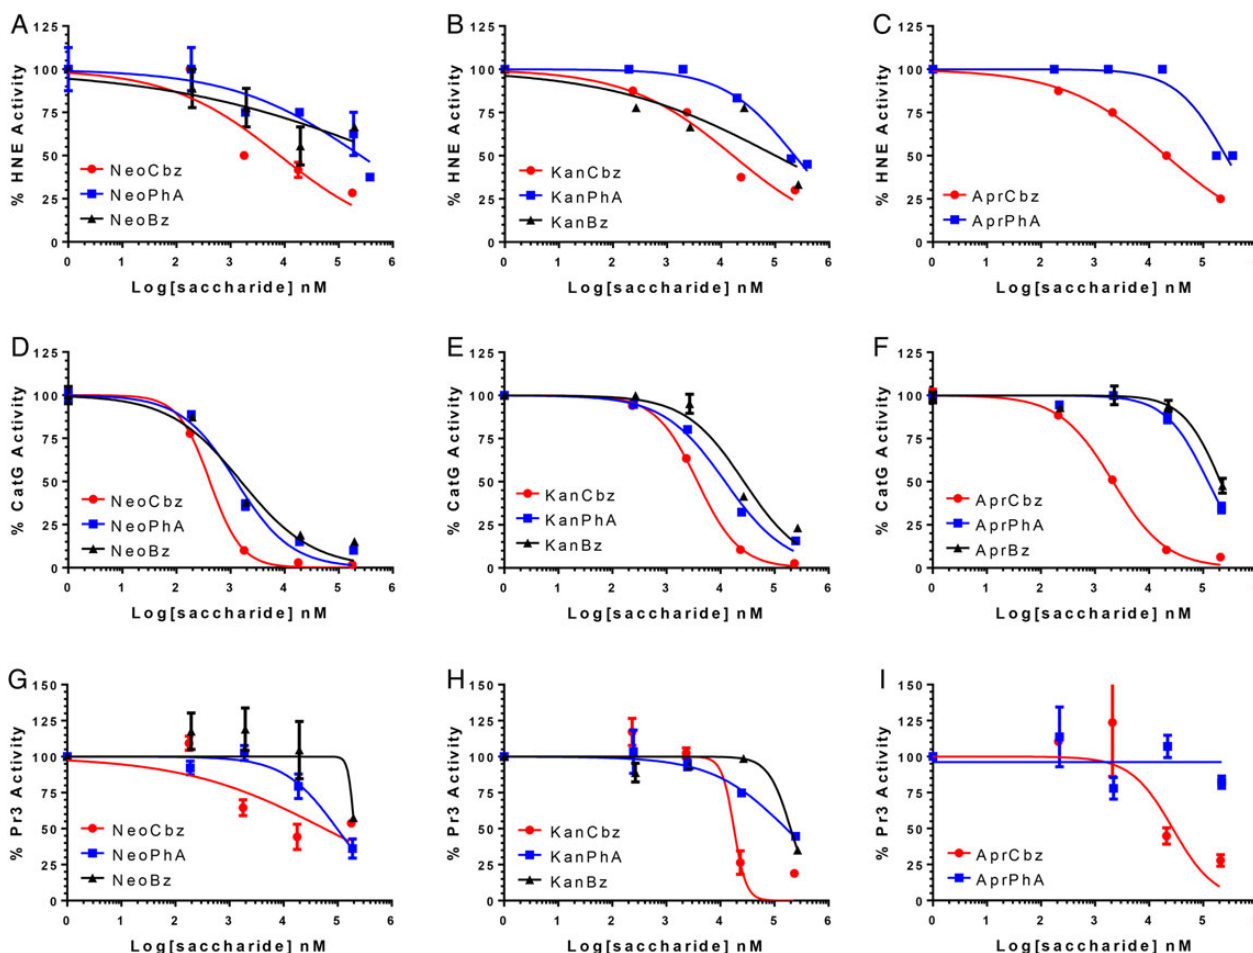 A
% HNE Activity
125
100
75
50
25
0
NeoCbz
NeoPhA
NeoBz
0 1 2 3 4 5 6
Log[saccharide] nM
B
% HNE Activity
125
100
75
50
25
0
KanCbz
KanPhA
KanBz
0 1 2 3 4 5 6
Log[saccharide] nM
C
% HNE Activity
125
100
75
50
25
0
AprCbz
AprPhA
0 1 2 3 4 5 6
Log[saccharide] nM
D
% CatG Activity
125
100
75
50
25
0
NeoCbz
NeoPhA
NeoBz
0 1 2 3 4 5 6
Log[saccharide] nM
E
% CatG Activity
125
100
75
50
25
0
KanCbz
KanPhA
KanBz
0 1 2 3 4 5 6
Log[saccharide] nM
F
% CatG Activity
125
100
75
50
25
0
AprCbz
AprPhA
AprBz
0 1 2 3 4 5
Log[saccharide] nM
G
% Pr3 Activity
150
125
100
75
50
25
0
NeoCbz
NeoPhA
NeoBz
0 1 2 3 4 5 6
Log[saccharide] nM
H
% Pr3 Activity
150
125
100
75
50
25
0
KanCbz
KanPhA
KanBz
0 1 2 3 4 5 6
Log[saccharide] nM
I
% Pr3 Activity
150
125
100
75
50
25
0
AprCbz
AprPhA
0 1 2 3 4 5
Log[saccharide] nM